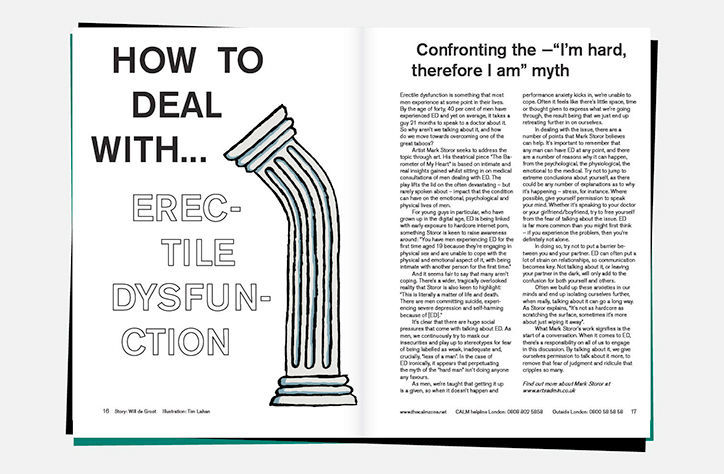 HOW TO
DEAL
WITH...
EREC-
TILE
DYSFUN-
CTION
16 Story: Will de Groot Illustration: Tim Lahan
Confronting the –“I’m hard,
therefore I am” myth
Erectile dysfunction is something that most
men experience at some point in their lives.
By the age of forty, 40 per cent of men have
experienced ED and yet on average, it takes a
guy 21 months to speak to a doctor about it.
So why aren’t we talking about it, and how
do we move towards overcoming one of the
great taboos?
Artist Mark Storor seeks to address the
topic through art. His theatrical piece “The Ba-
rometer of My Heart” is based on intimate and
real insights gained whilst sitting in on medical
consultations of men dealing with ED. The
play lifts the lid on the often devastating – but
rarely spoken about – impact that the condition
can have on the emotional, psychological and
physical lives of men.
For young guys in particular, who have
grown up in the digital age, ED is being linked
with early exposure to hardcore internet porn,
something Storor is keen to raise awareness
around: “You have men experiencing ED for the
first time aged 19 because they’re engaging in
physical sex and are unable to cope with the
physical and emotional aspect of it, with being
intimate with another person for the first time.”
And it seems fair to say that many aren’t
coping. There’s a wider, tragically overlooked
reality that Storor is also keen to highlight:
“This is literally a matter of life and death.
There are men committing suicide, experi-
encing severe depression and self-harming
because of [ED].”
It’s clear that there are huge social
pressures that come with talking about ED. As
men, we continuously try to mask our
insecurities and play up to stereotypes for fear
of being labelled as weak, inadequate and,
crucially, “less of a man”. In the case of
ED ironically, it appears that perpetuating
the myth of the “hard man” isn’t doing anyone
any favours.
As men, we’re taught that getting it up
is a given, so when it doesn’t happen and
performance anxiety kicks in, we’re unable to
cope. Often it feels like there’s little space, time
or thought given to express what we’re going
through, the result being that we just end up
retreating further in on ourselves.
In dealing with the issue, there are a
number of points that Mark Storor believes
can help. It’s important to remember that
any man can have ED at any point, and there
are a number of reasons why it can happen,
from the psychological, the physiological, the
emotional to the medical. Try not to jump to
extreme conclusions about yourself, as there
could be any number of explanations as to why
it’s happening – stress, for instance. Where
possible, give yourself permission to speak
your mind. Whether it’s speaking to your doctor
or your girlfriend/boyfriend, try to free yourself
from the fear of talking about the issue. ED
is far more common than you might first think
– if you experience the problem, then you’re
definitely not alone.
In doing so, try not to put a barrier be-
tween you and your partner. ED can often put a
lot of strain on relationships, so communication
becomes key. Not talking about it, or leaving
your partner in the dark, will only add to the
confusion for both yourself and others.
Often we build up these anxieties in our
minds and end up isolating ourselves further,
when really, talking about it can go a long way.
As Storor explains, “It’s not as hardcore as
scratching the surface, sometimes it’s more
about just wiping it away”.
What Mark Storor’s work signifies is the
start of a conversation. When it comes to ED,
there’s a responsibility on all of us to engage
in this discussion. By talking about it, we give
ourselves permission to talk about it more, to
remove that fear of judgment and ridicule that
cripples so many.
Find out more about Mark Storor at
www.artsadmin.co.uk
www.thecalmzone.net CALM helpline London: 0808 802 5858 Outside London: 0800 58 58 58 17